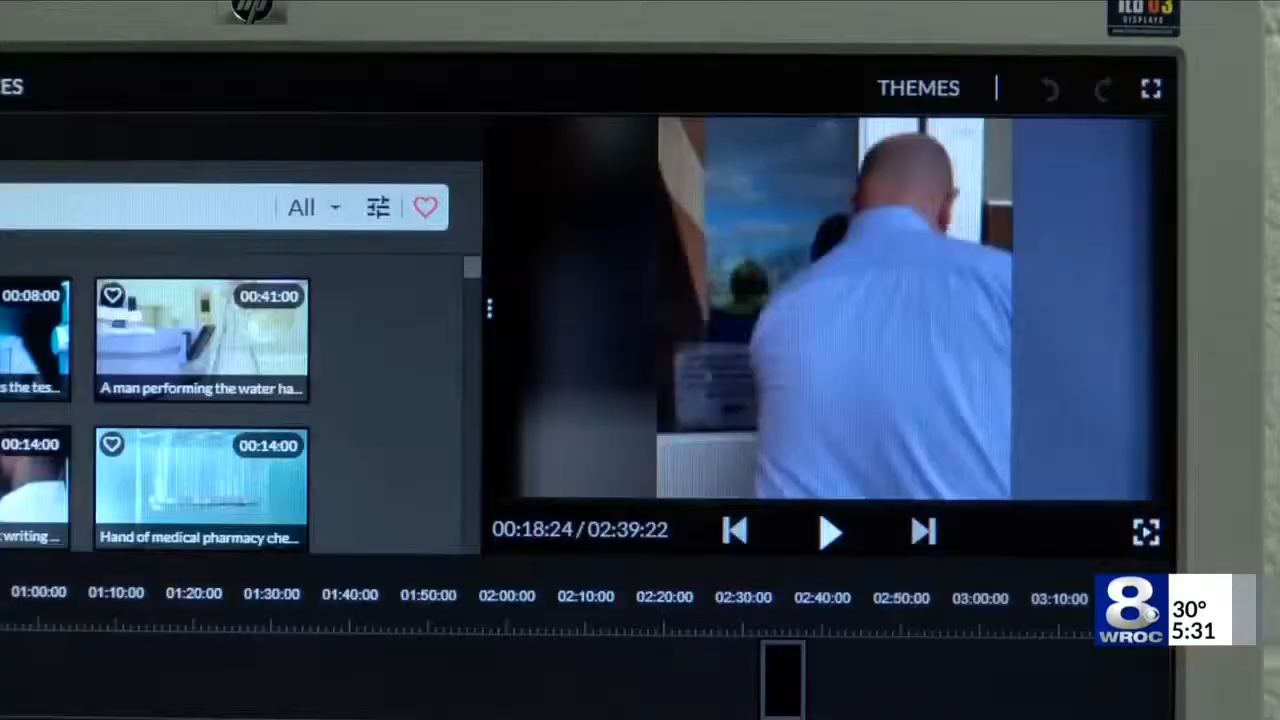 hp
ILO 03
DISPLAYS
ES
THEMES
All
00:08:00
00:41:00
s the tes...
A man performing the water ha...
00:14:00
00:14:00
writing ...
Hand of medical pharmacy che...
00:18:24 / 02:39:22
01:00:00 01:10:00 01:20:00 01:30:00 01:40:00 01:50:00 02:00:00 02:10:00 02:20:00 02:30:00 02:40:00 02:50:00 03:00:00 03:10:00
8
WROC
30°
5:31